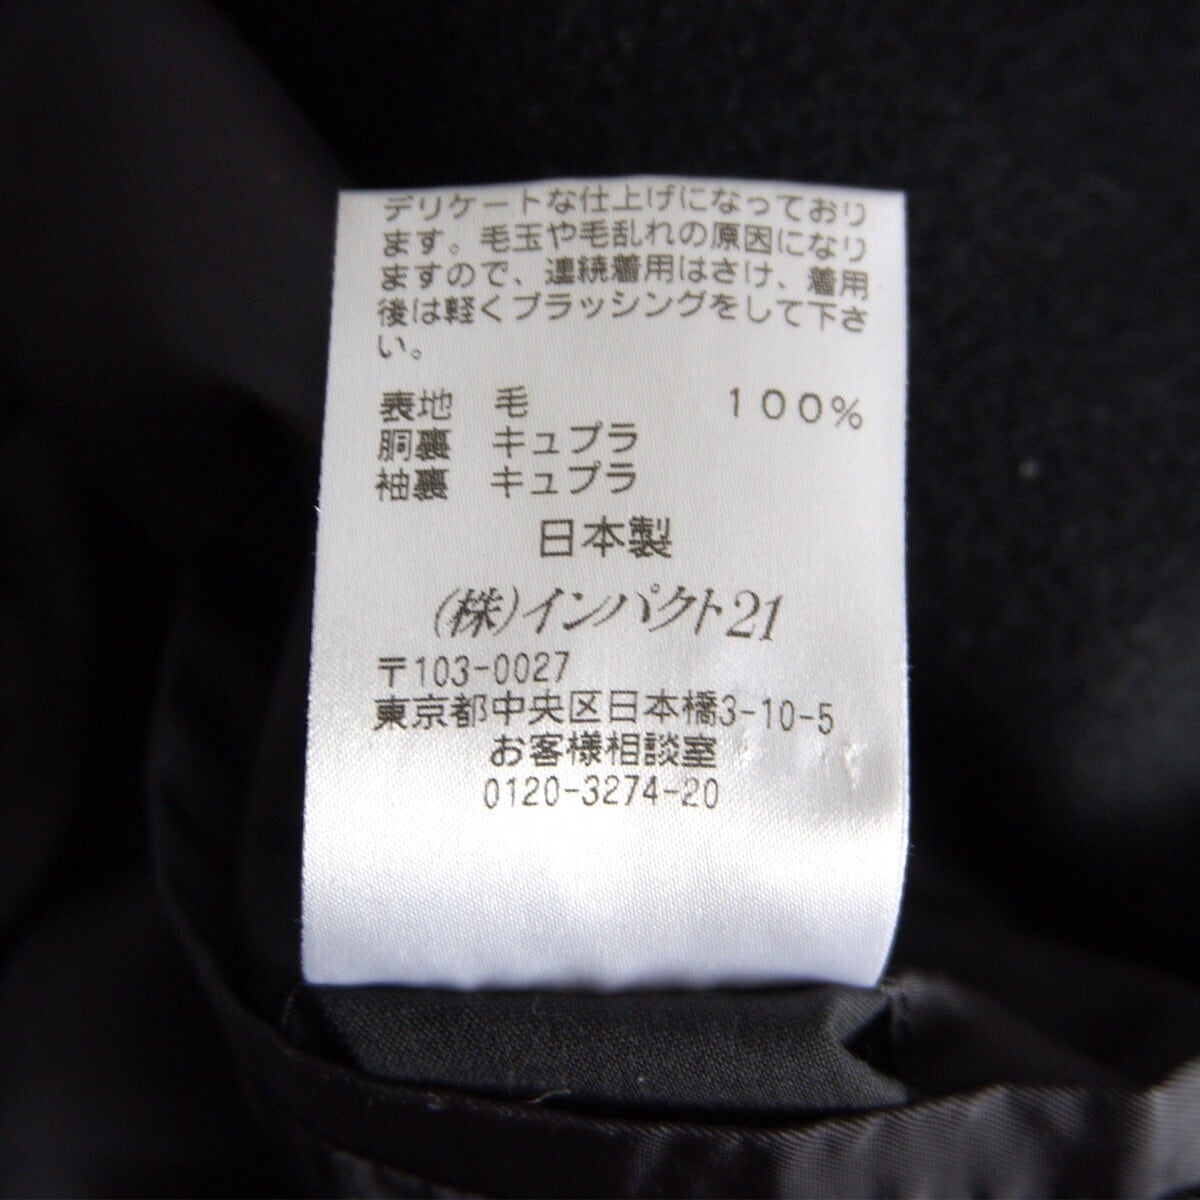 デリケートな仕上げになっており
ます。毛玉や毛乱れの原因になり
ますので、連続着用はさけ、着用
後は軽くブラッシングをして下さ
い。
表地 毛 100%
胴裏 キュプラ
袖裏 キュプラ
日本製
(株)インパクト21
〒103-0027
東京都中央区日本橋3-10-5
お客様相談室
0120-3274-20